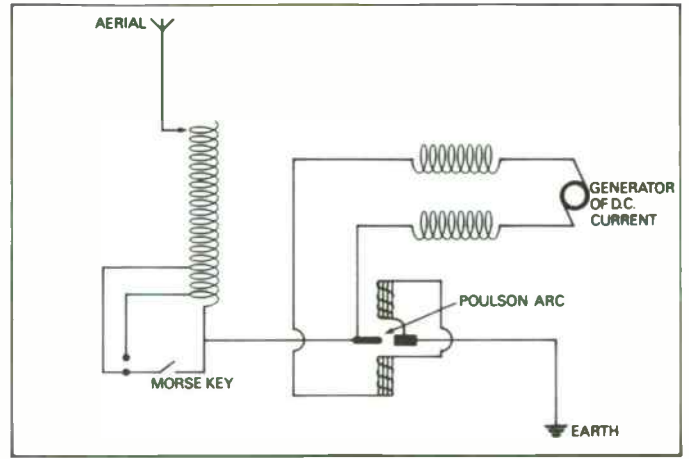 AERIAL
GENERATOR
OF D.C.
CURRENT
POULSON ARC
MORSE KEY
EARTH